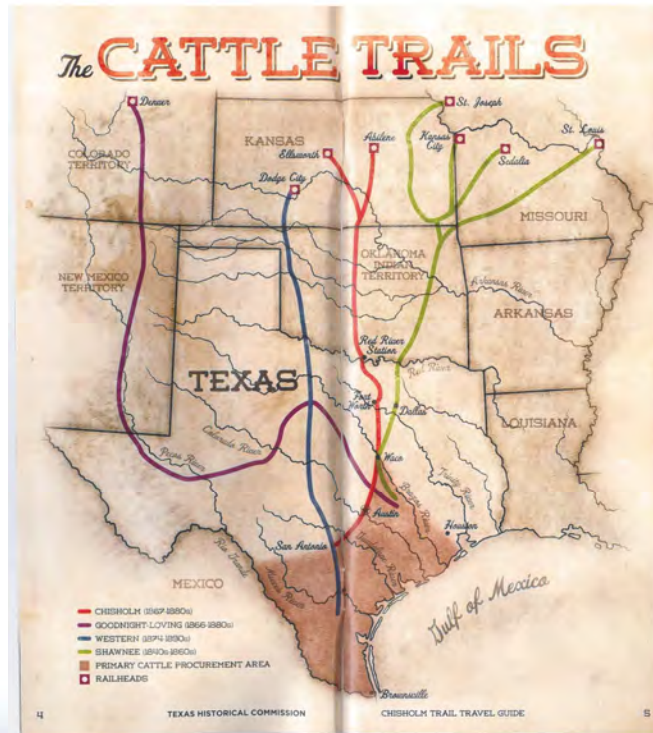 The CATTLE TRAILS
Denver
St. Joseph
KANSAS
Abilene
Kansas
City
St. Louis
Ellsworth
Sedalia
COLORADO
TERRITORY
Dodge City
MISSOURI
NEW MEXICO
TERRITORY
OKLAHOMA
INDIAN
TERRITORY
Arkansas River
ARKANSAS
Red River
Station
Red River
TEXAS
Fort
Worth
Dallas
LOUISIANA
Colorado River
Pecos River
Waco
Trinity River
Brazos River
Austin
Houston
San Antonio
Rio Grande
MEXICO
Gulf of Mexico
CHISHOLM (1867-1880s)
GOODNIGHT-LOVING (1866-1880s)
WESTERN (1874-1890s)
SHAWNEE (1840s-1860s)
PRIMARY CATTLE PROCUREMENT AREA
RAILHEADS
Brownsville
4 TEXAS HISTORICAL COMMISSION CHISHOLM TRAIL TRAVEL GUIDE 5